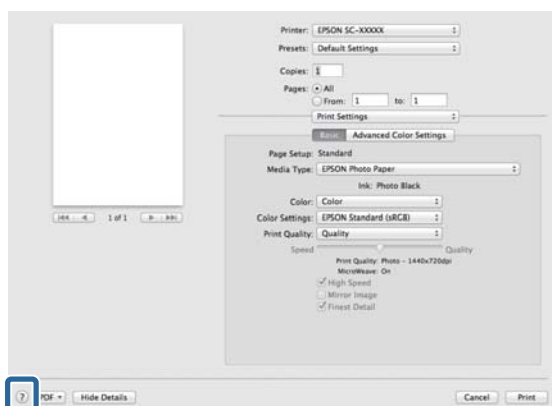 Printer: EPSON SC-XXXXX
Presets: Default Settings
Copies: 1
Pages: All
From: 1 to: 1
Print Settings
Basic Advanced Color Settings
Page Setup: Standard
Media Type: EPSON Photo Paper
Ink: Photo Black
Color: Color
Color Settings: EPSON Standard (sRGB)
Print Quality: Quality
Speed Quality
Print Quality: Photo - 1440x720dpi
MicroWeave: On
High Speed
Mirror Image
Finest Detail
1 of 1
? PDF Hide Details Cancel Print